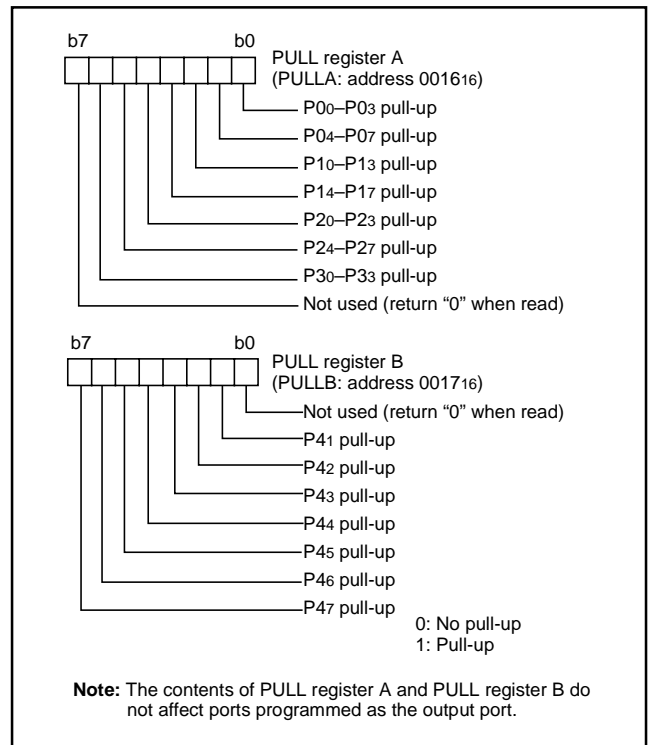 b7 b0
PULL register A
(PULLA: address 0016₁₆)
P0₀–P0₃ pull-up
P0₄–P0₇ pull-up
P1₀–P1₃ pull-up
P1₄–P1₇ pull-up
P2₀–P2₃ pull-up
P2₄–P2₇ pull-up
P3₀–P3₃ pull-up
Not used (return “0” when read)
b7 b0
PULL register B
(PULLB: address 0017₁₆)
Not used (return “0” when read)
P4₁ pull-up
P4₂ pull-up
P4₃ pull-up
P4₄ pull-up
P4₅ pull-up
P4₆ pull-up
P4₇ pull-up
0: No pull-up
1: Pull-up
Note: The contents of PULL register A and PULL register B do
not affect ports programmed as the output port.